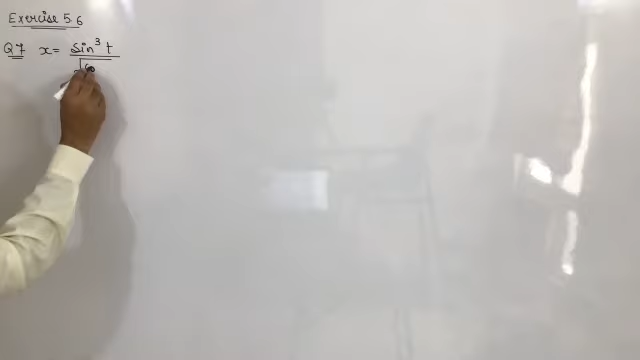 Exercise 5.6
Q7 x = sin³t / √